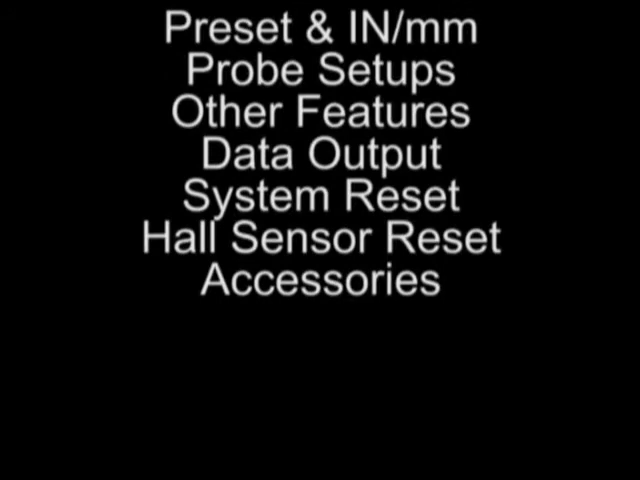 Preset & IN/mm
Probe Setups
Other Features
Data Output
System Reset
Hall Sensor Reset
Accessories